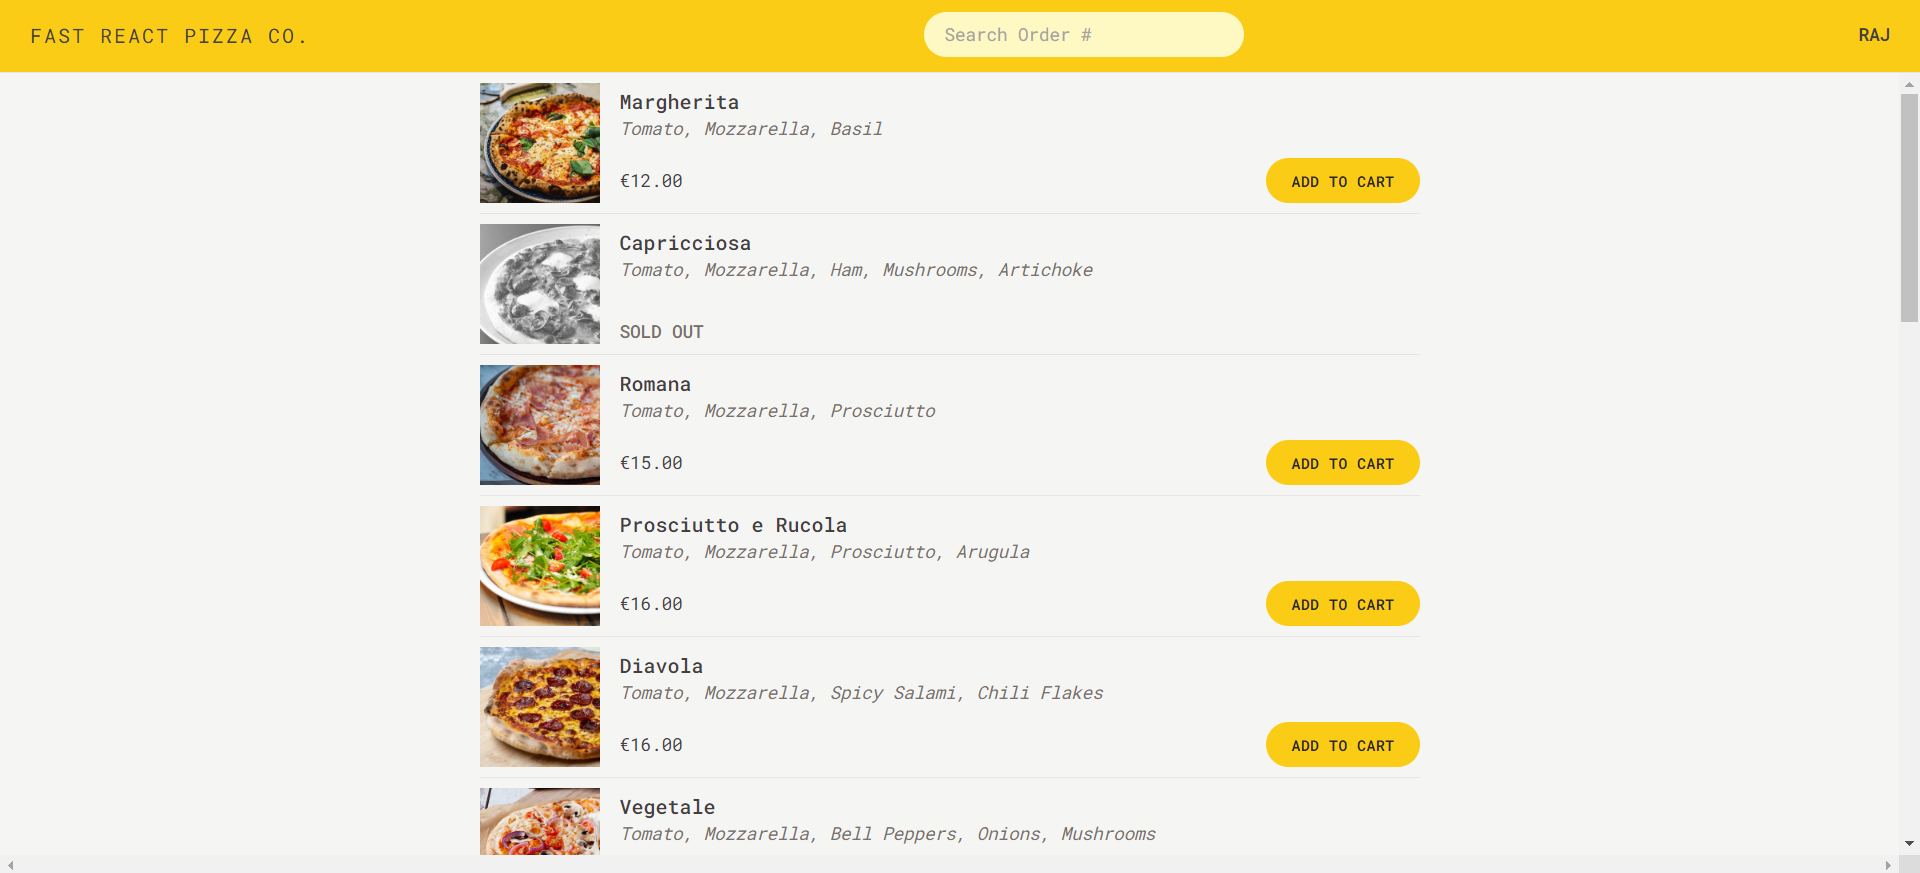 FAST REACT PIZZA CO.
Search Order #
RAJ
Margherita
Tomato, Mozzarella, Basil
€12.00
ADD TO CART
Capricciosa
Tomato, Mozzarella, Ham, Mushrooms, Artichoke
SOLD OUT
Romana
Tomato, Mozzarella, Prosciutto
€15.00
ADD TO CART
Prosciutto e Rucola
Tomato, Mozzarella, Prosciutto, Arugula
€16.00
ADD TO CART
Diavola
Tomato, Mozzarella, Spicy Salami, Chili Flakes
€16.00
ADD TO CART
Vegetale
Tomato, Mozzarella, Bell Peppers, Onions, Mushrooms